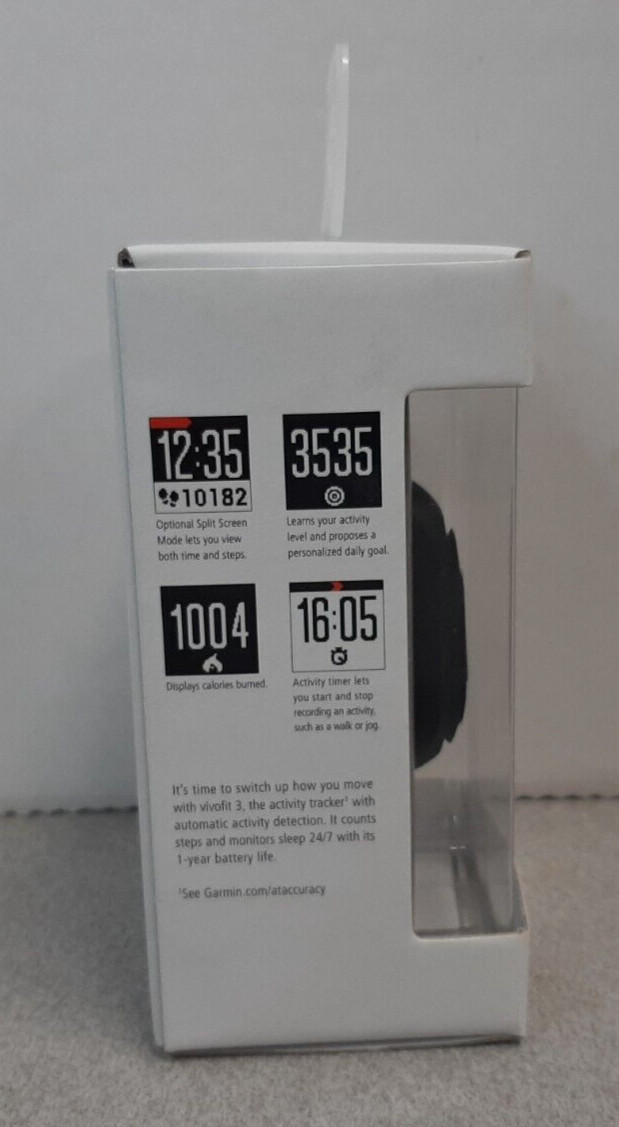 12:35
10182
Optional Split Screen
Mode lets you view
both time and steps.
3535
Learns your activity
level and proposes a
personalized daily goal.
1004
Displays calories burned.
16:05
Activity timer lets
you start and stop
recording an activity,
such as a walk or jog.
It's time to switch up how you move
with vívofit 3, the activity tracker¹ with
automatic activity detection. It counts
steps and monitors sleep 24/7 with its
1-year battery life.
¹See Garmin.com/ataccuracy